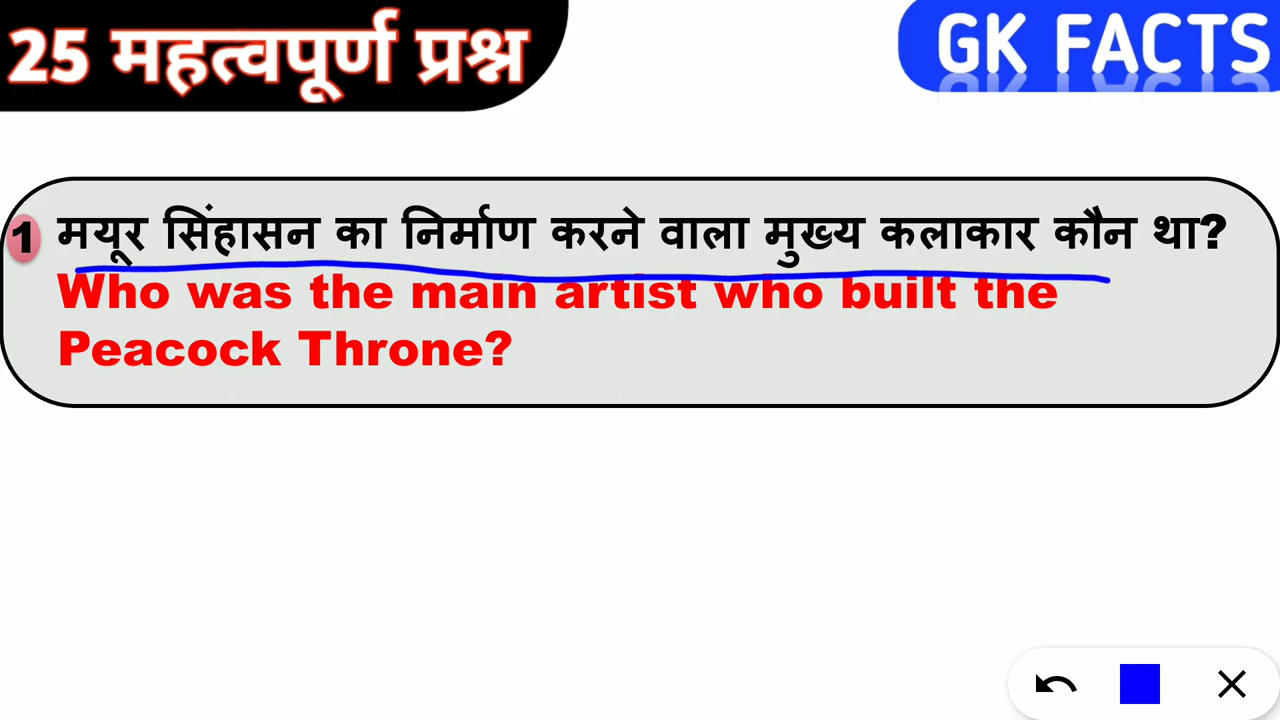 25 महत्वपूर्ण प्रश्न
GK FACTS
1 मयूर सिंहासन का निर्माण करने वाला मुख्य कलाकार कौन था?
Who was the main artist who built the
Peacock Throne?